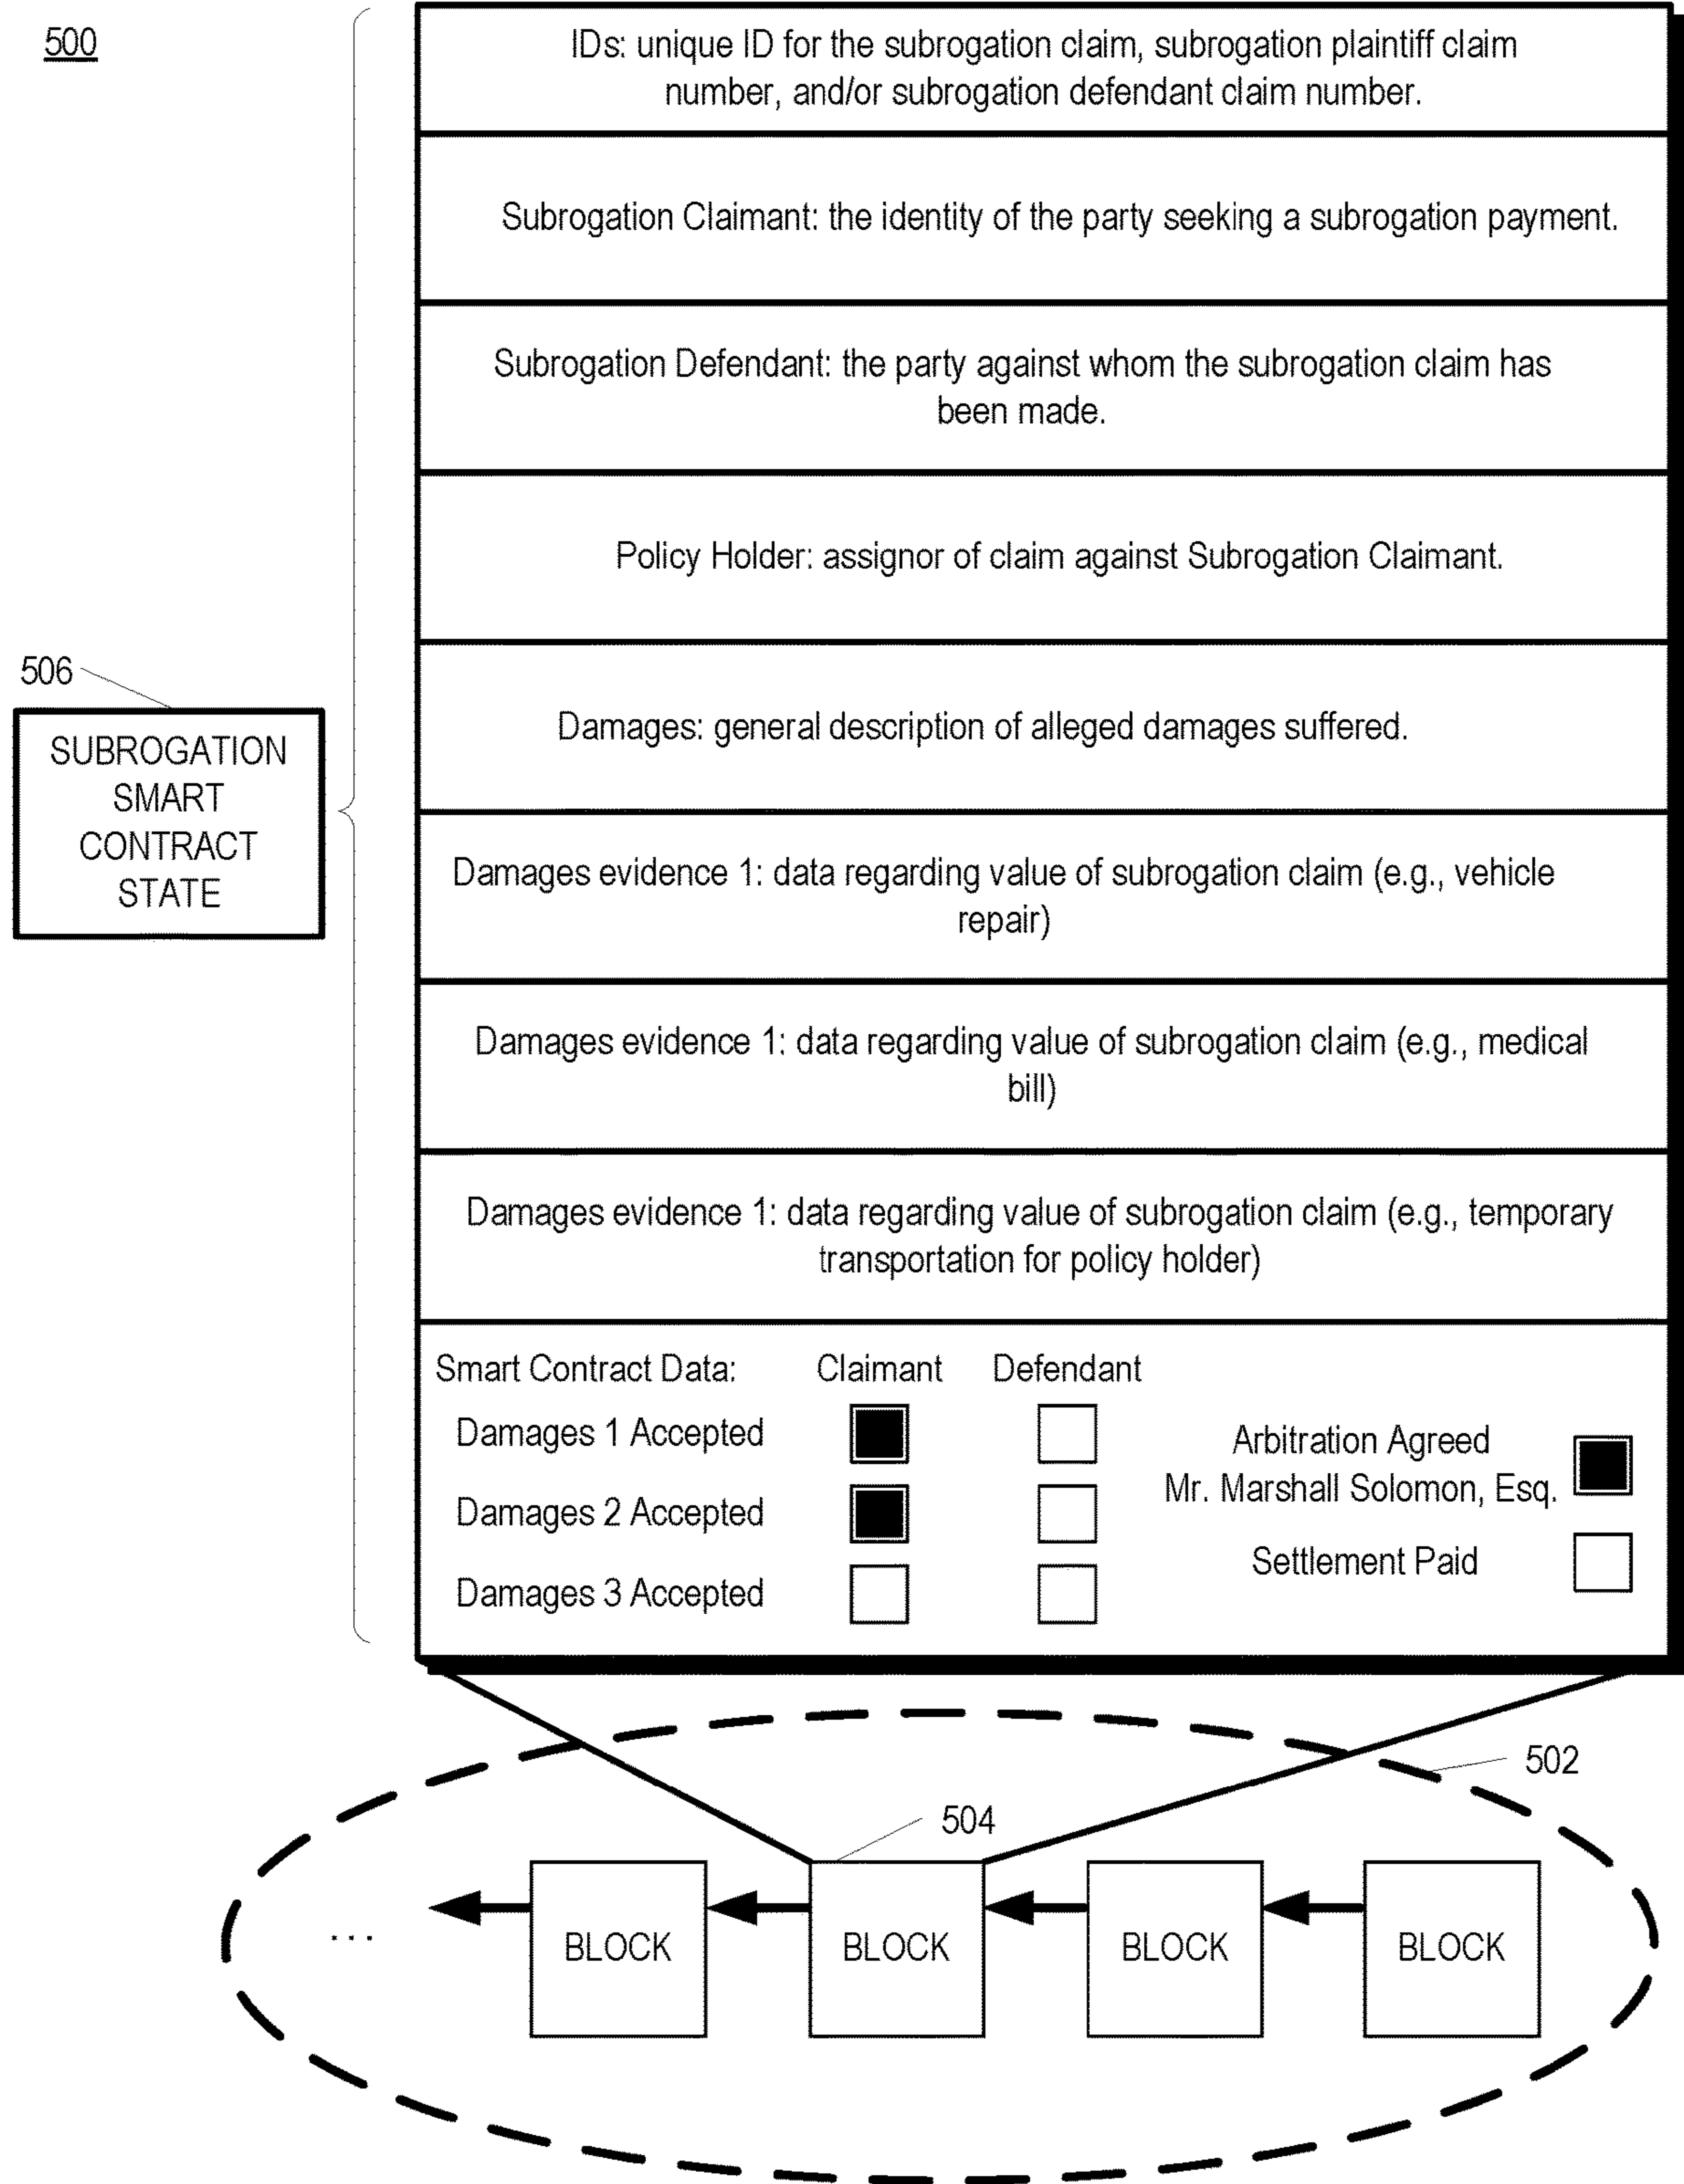 500
IDs: unique ID for the subrogation claim, subrogation plaintiff claim
number, and/or subrogation defendant claim number.
Subrogation Claimant: the identity of the party seeking a subrogation payment.
Subrogation Defendant: the party against whom the subrogation claim has
been made.
Policy Holder: assignor of claim against Subrogation Claimant.
506
SUBROGATION
SMART
CONTRACT
STATE
Damages: general description of alleged damages suffered.
Damages evidence 1: data regarding value of subrogation claim (e.g., vehicle
repair)
Damages evidence 1: data regarding value of subrogation claim (e.g., medical
bill)
Damages evidence 1: data regarding value of subrogation claim (e.g., temporary
transportation for policy holder)
Smart Contract Data: Claimant Defendant
Damages 1 Accepted
Damages 2 Accepted
Damages 3 Accepted
Arbitration Agreed
Mr. Marshall Solomon, Esq.
Settlement Paid
502
504
...
BLOCK BLOCK BLOCK BLOCK